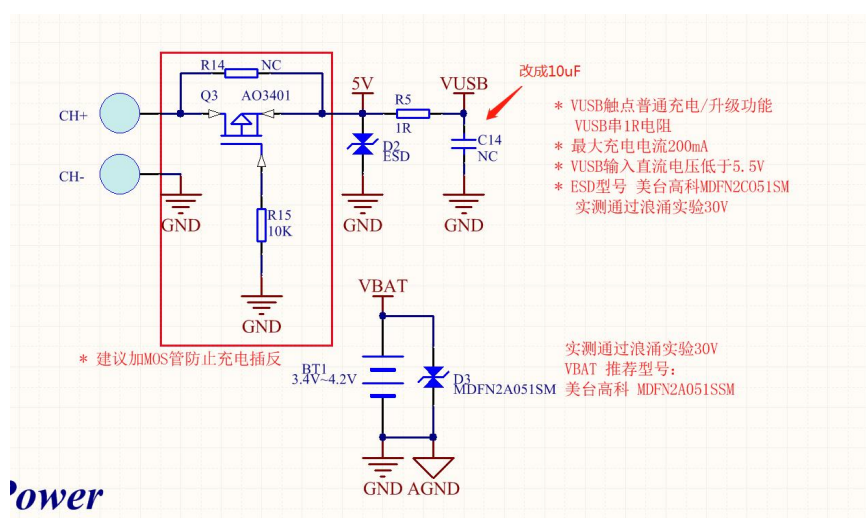 R14
NC
Q3
AO3401
CH+
CH-
GND
R15
10K
GND
* 建议加MOS管防止充电插反
5V
R5
1R
VUSB
D2
ESD
C14
NC
GND
GND
改成10uF
* VUSB触点普通充电/升级功能
VUSB串1R电阻
* 最大充电电流200mA
* VUSB输入直流电压低于5.5V
* ESD型号 美台高科MDFN2C051SM
实测通过浪涌实验30V
VBAT
BT1
3.4V~4.2V
D3
MDFN2A051SM
GND
AGND
实测通过浪涌实验30V
VBAT 推荐型号:
美台高科 MDFN2A051SSM
Power